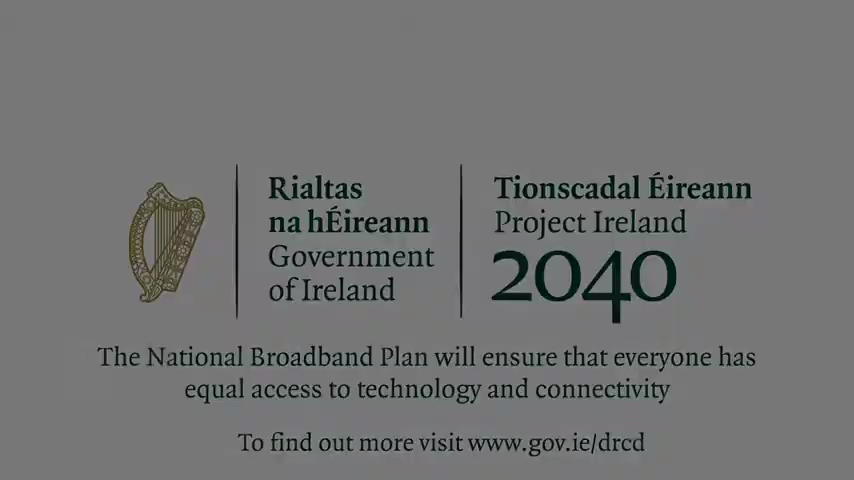 Rialtas
na hÉireann
Government
of Ireland
Tionscadal Éireann
Project Ireland
2040
The National Broadband Plan will ensure that everyone has
equal access to technology and connectivity
To find out more visit www.gov.ie/drcd